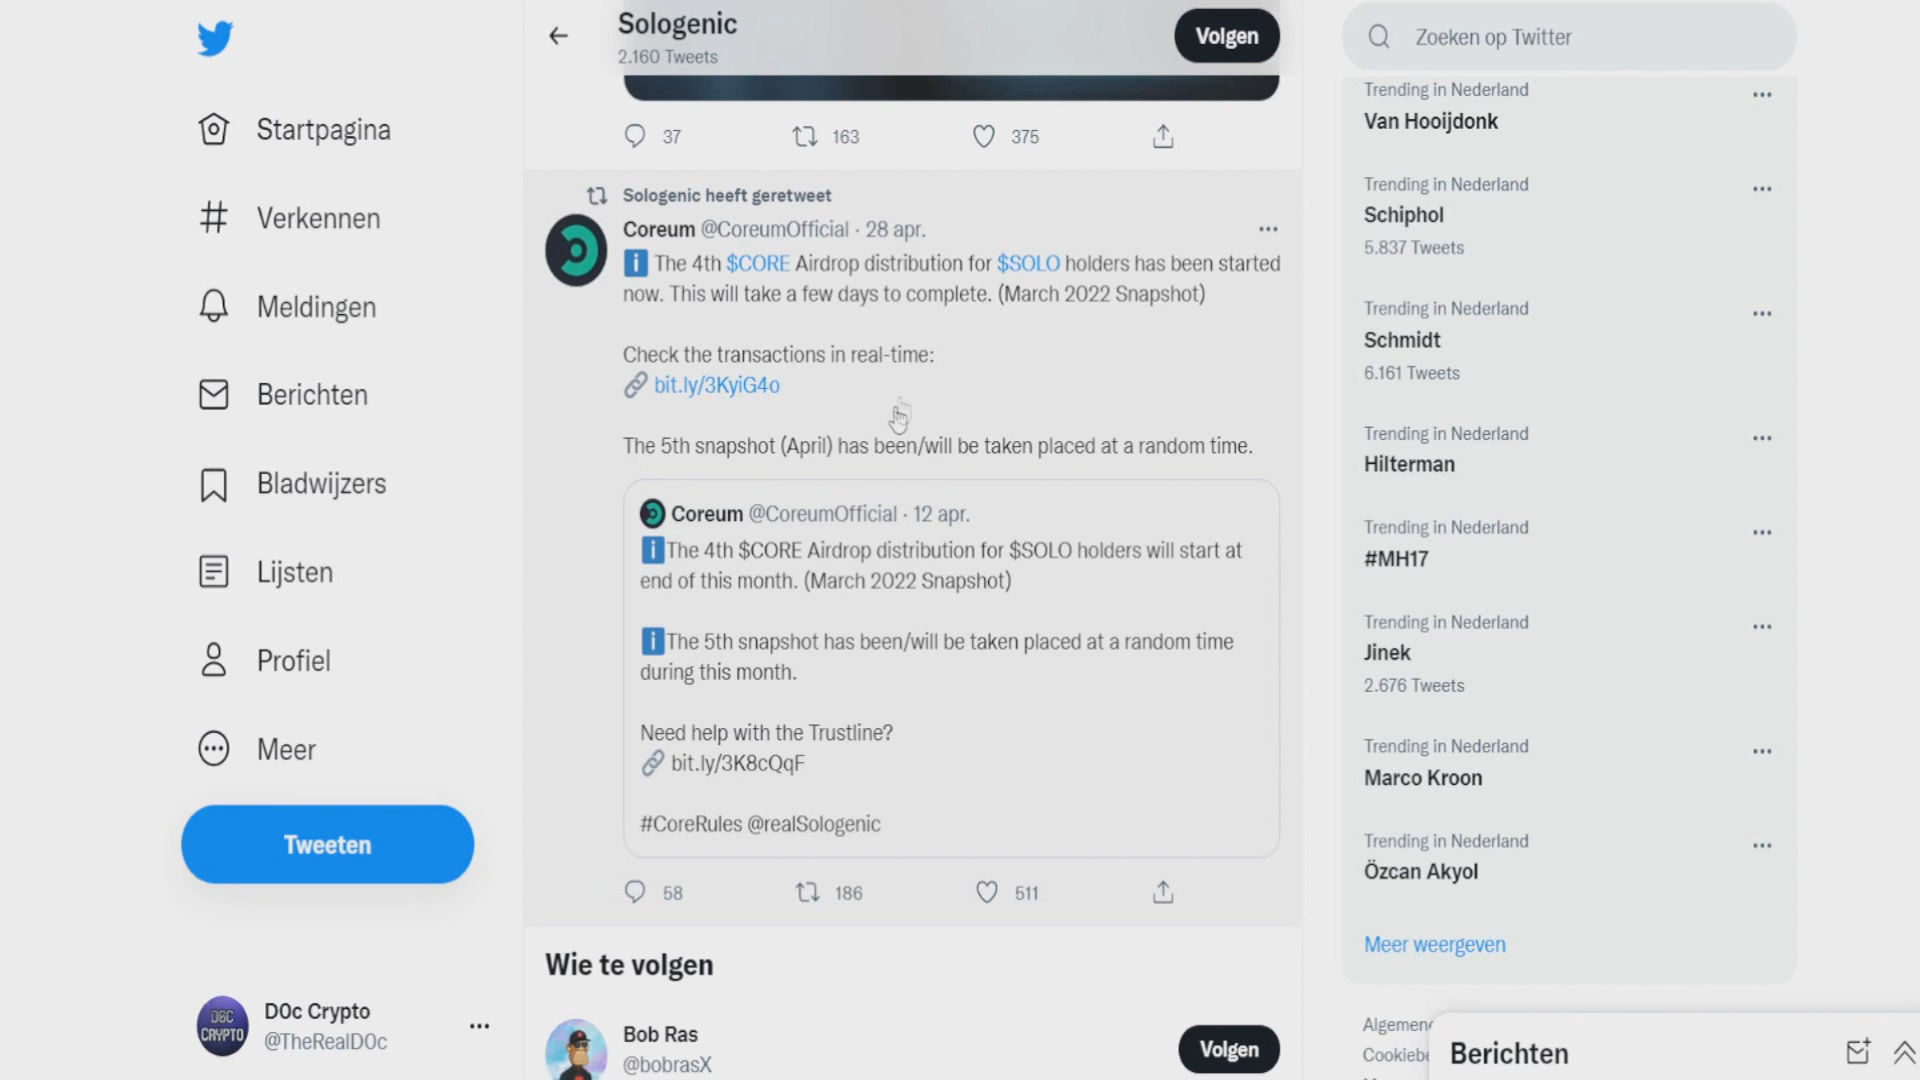 Startpagina
Verkennen
Meldingen
Berichten
Bladwijzers
Lijsten
Profiel
Meer
Tweeten
D0C
CRYPTO
D0c Crypto
@TheRealD0c
Sologenic
2.160 Tweets
Volgen
37 163 375
Sologenic heeft geretweet
Coreum @CoreumOfficial · 28 apr.
The 4th $CORE Airdrop distribution for $SOLO holders has been started
now. This will take a few days to complete. (March 2022 Snapshot)
Check the transactions in real-time:
bit.ly/3KyiG4o
The 5th snapshot (April) has been/will be taken placed at a random time.
Coreum @CoreumOfficial · 12 apr.
The 4th $CORE Airdrop distribution for $SOLO holders will start at
end of this month. (March 2022 Snapshot)
The 5th snapshot has been/will be taken placed at a random time
during this month.
Need help with the Trustline?
bit.ly/3K8cQqF
#CoreRules @realSologenic
58 186 511
Wie te volgen
Bob Ras
@bobrasX
Volgen
Zoeken op Twitter
Trending in Nederland
Van Hooijdonk
Trending in Nederland
Schiphol
5.837 Tweets
Trending in Nederland
Schmidt
6.161 Tweets
Trending in Nederland
Hilterman
Trending in Nederland
#MH17
Trending in Nederland
Jinek
2.676 Tweets
Trending in Nederland
Marco Kroon
Trending in Nederland
Özcan Akyol
Meer weergeven
Berichten